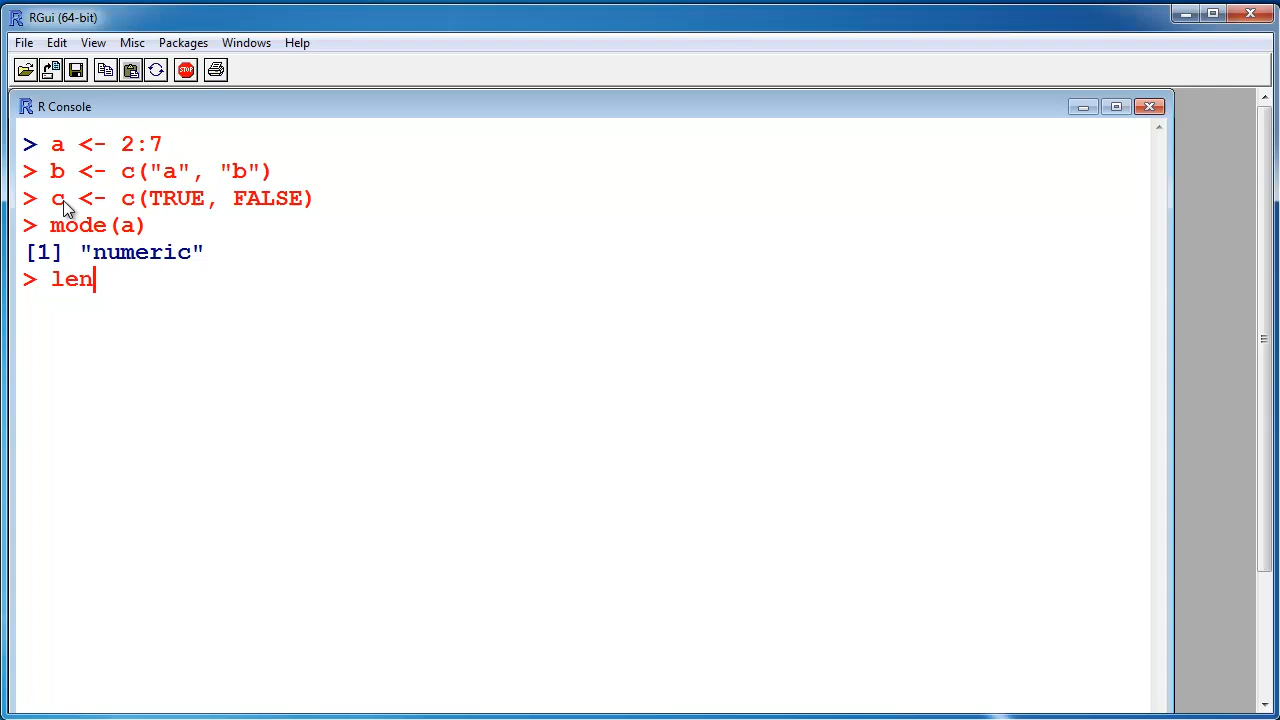 RGui (64-bit)
File Edit View Misc Packages Windows Help
STOP
R Console
> a <- 2:7
> b <- c("a", "b")
> c <- c(TRUE, FALSE)
> mode(a)
[1] "numeric"
> len